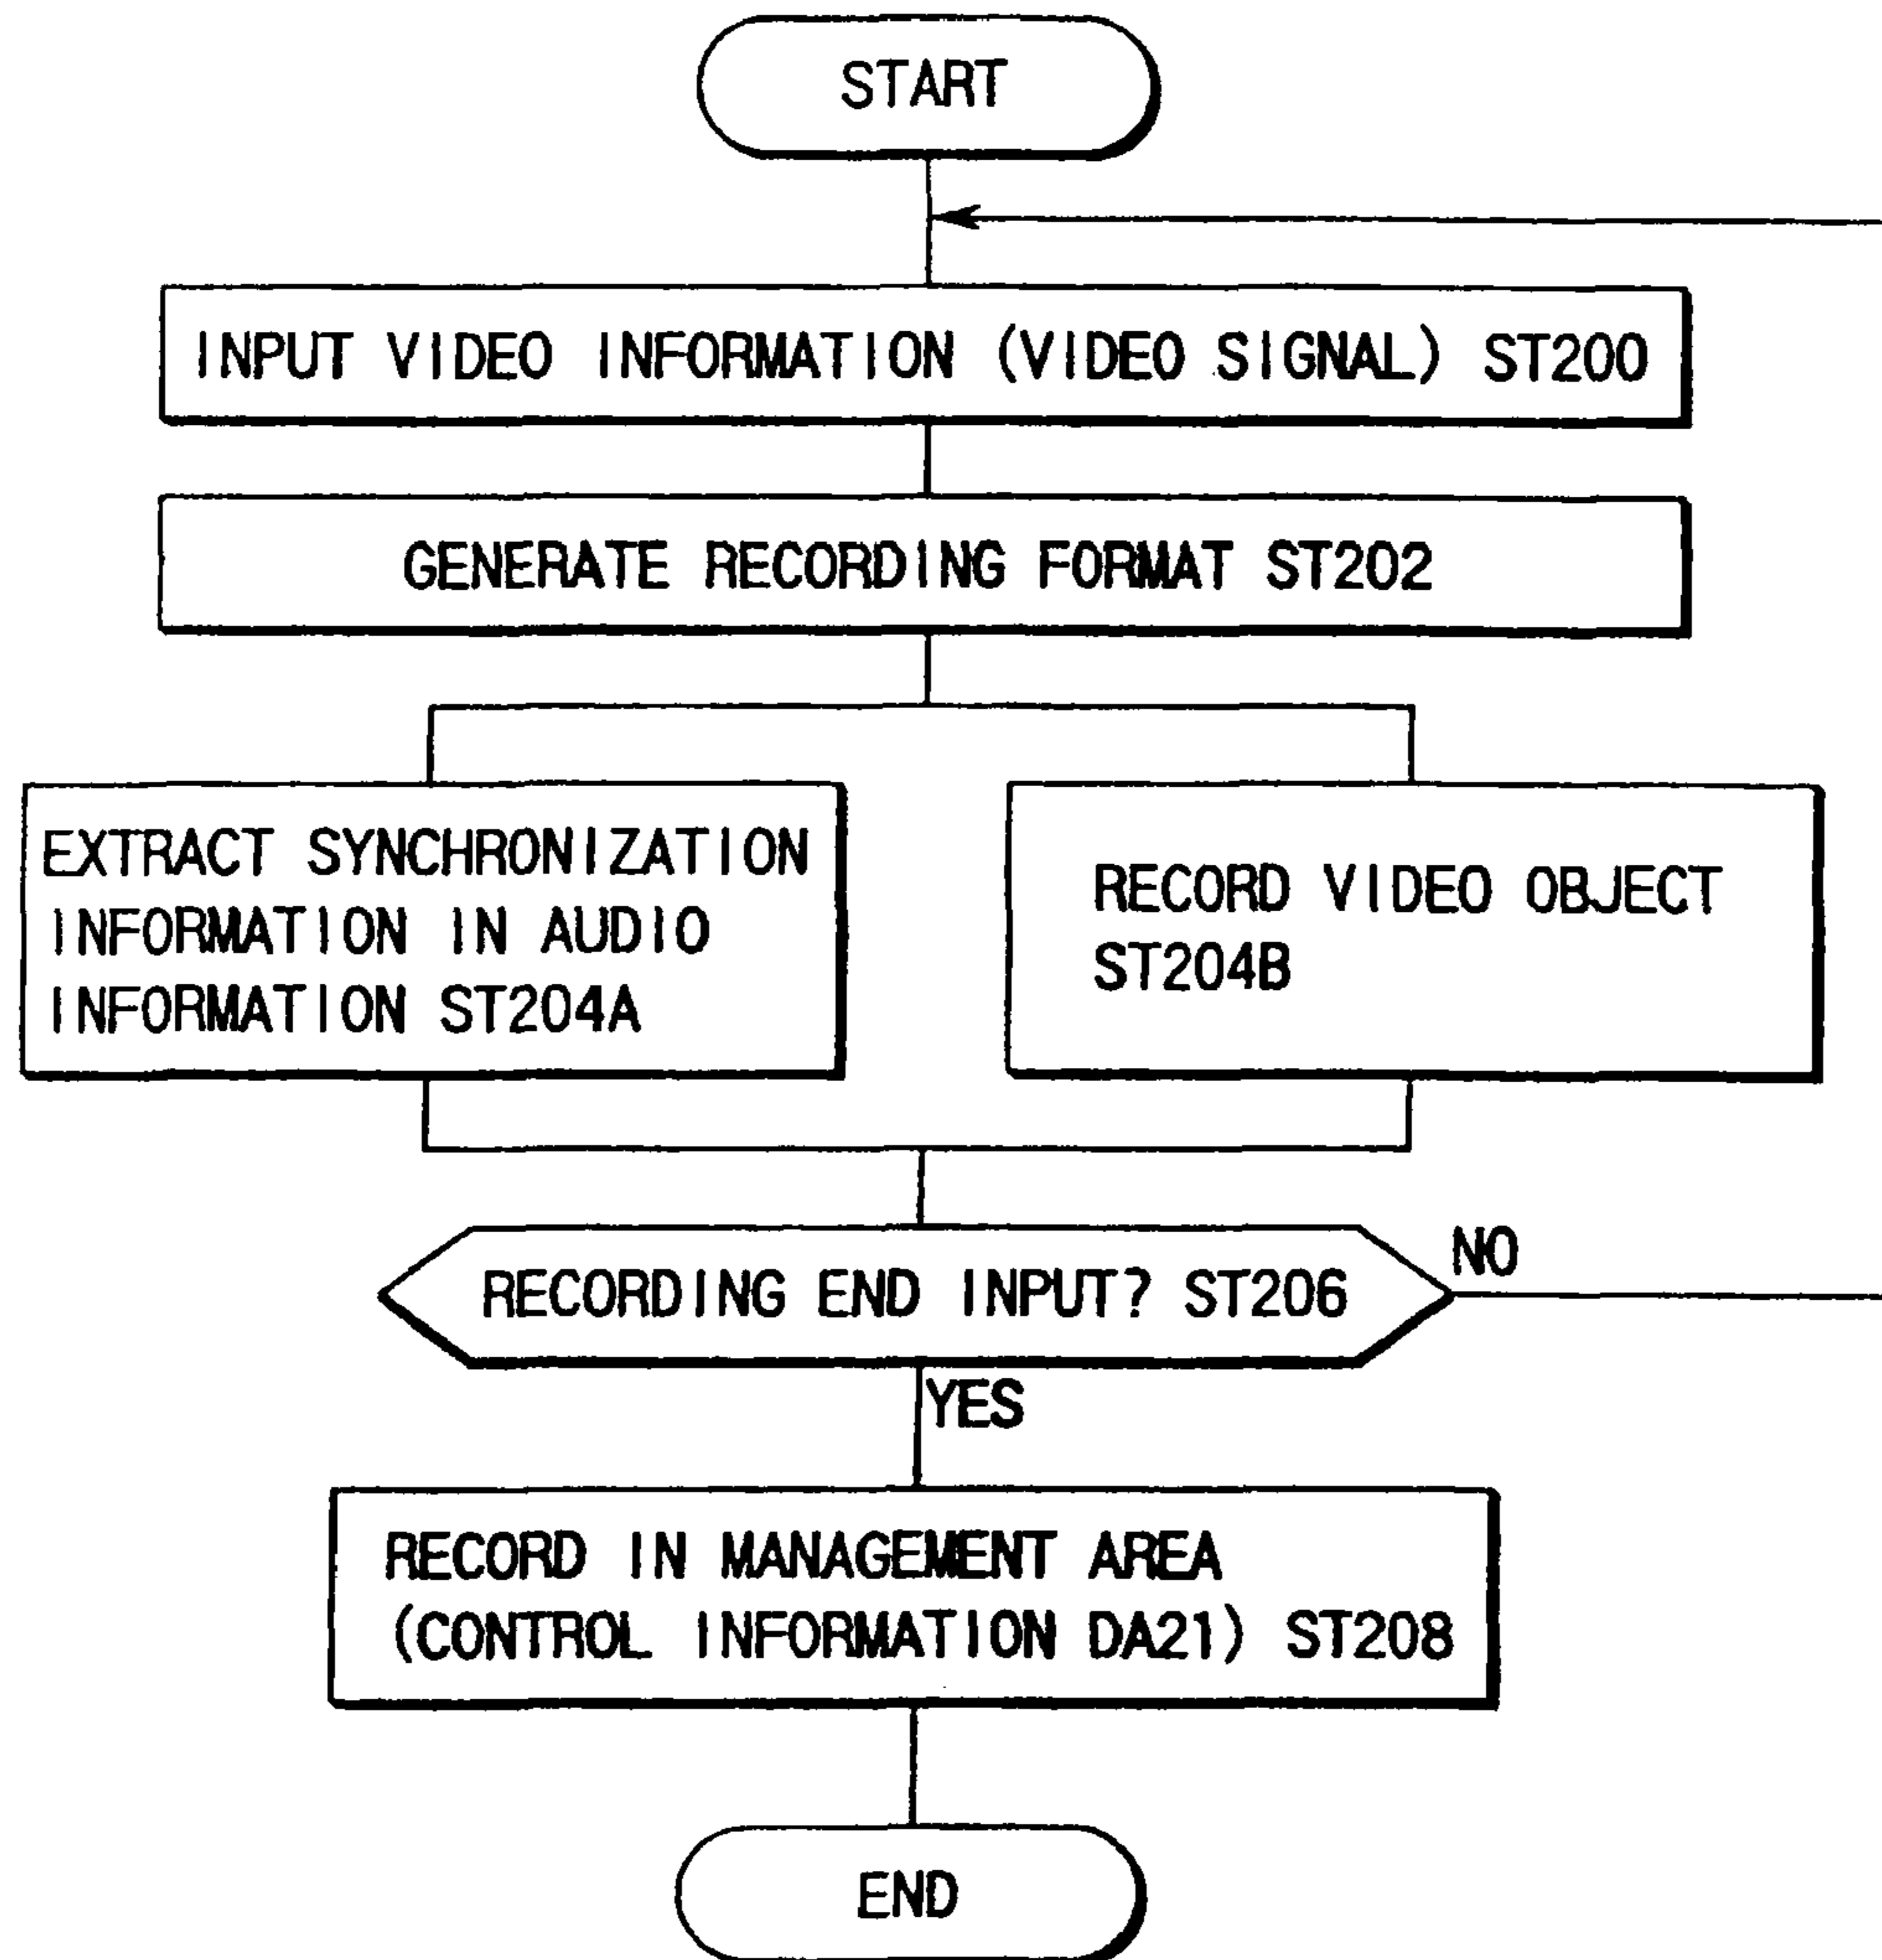 START
INPUT VIDEO INFORMATION (VIDEO SIGNAL) ST200
GENERATE RECORDING FORMAT ST202
EXTRACT SYNCHRONIZATION
INFORMATION IN AUDIO
INFORMATION ST204A
RECORD VIDEO OBJECT
ST204B
RECORDING END INPUT? ST206
NO
YES
RECORD IN MANAGEMENT AREA
(CONTROL INFORMATION DA21) ST208
END